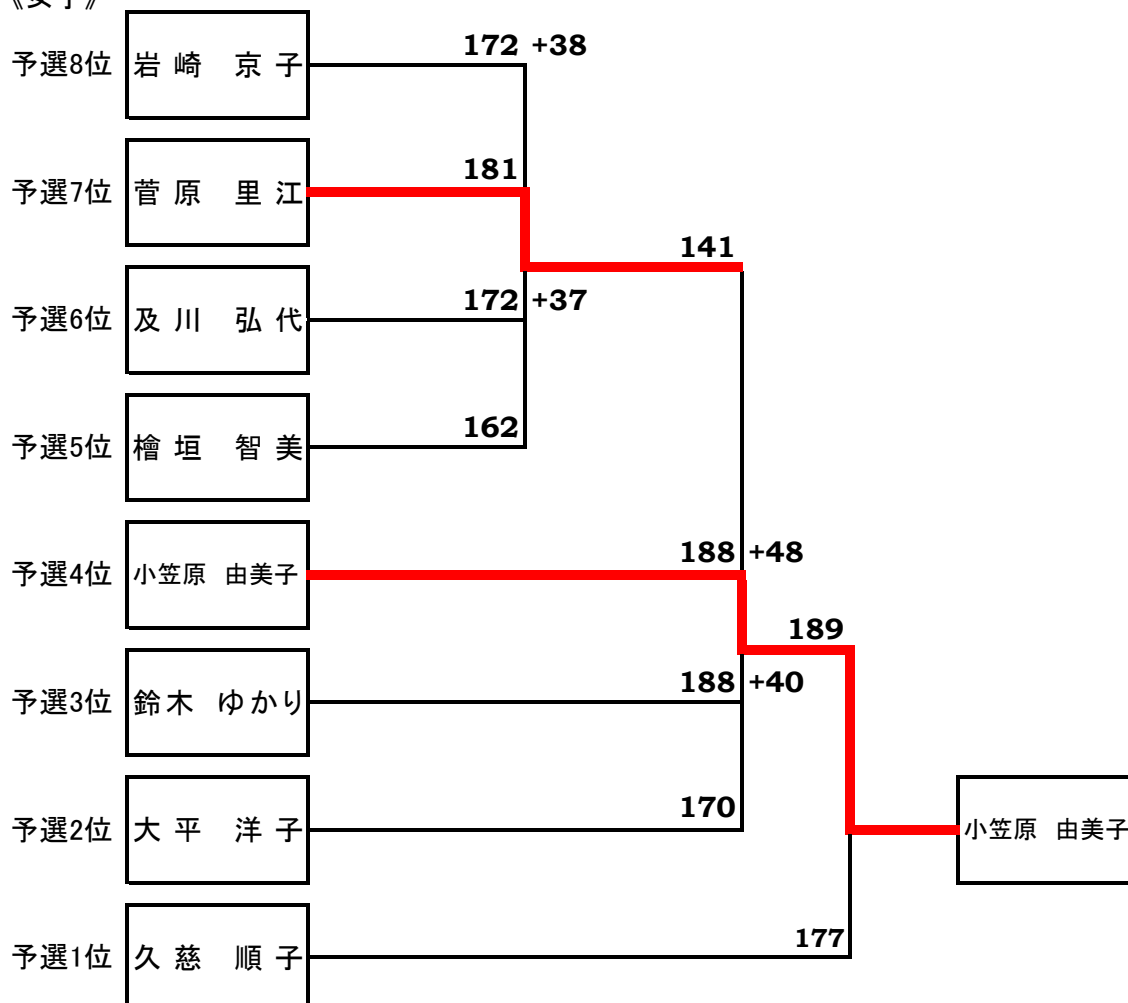 《女子》
172 +38
予選8位 岩崎 京子
181
予選7位 菅原 里江
141
172 +37
予選6位 及川 弘代
162
予選5位 檜垣 智美
188 +48
予選4位 小笠原 由美子
189
188 +40
予選3位 鈴木 ゆかり
170
予選2位 大平 洋子
小笠原 由美子
177
予選1位 久慈 順子